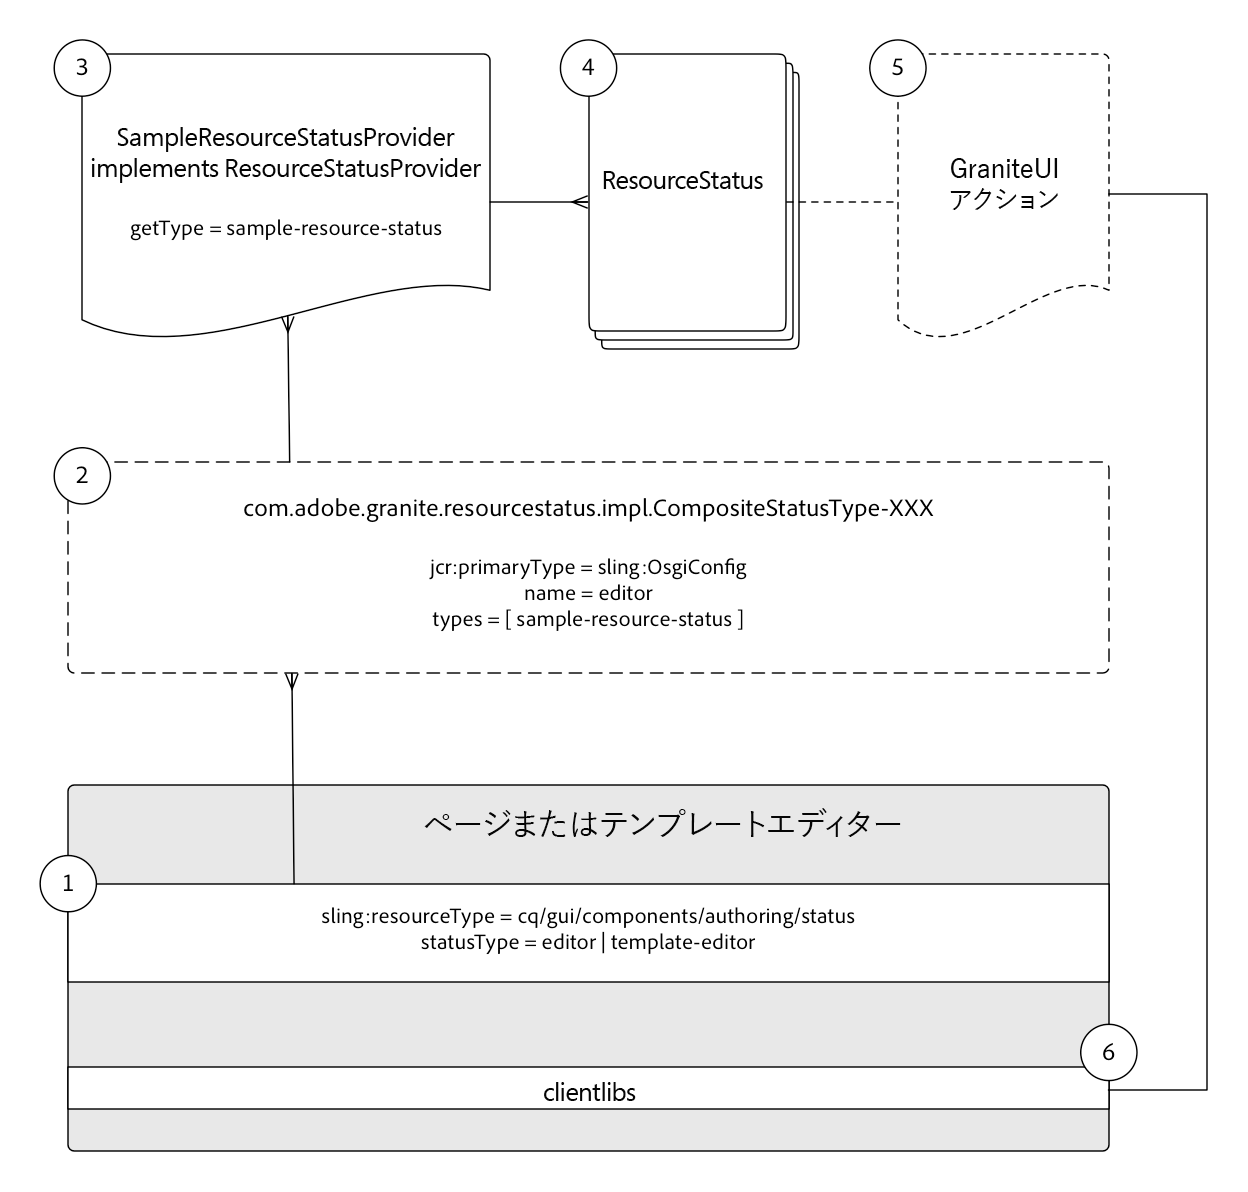 3
SampleResourceStatusProvider
implements ResourceStatusProvider
getType = sample-resource-status
4
ResourceStatus
5
GraniteUI
アクション
2
com.adobe.granite.resourcestatus.impl.CompositeStatusType-XXX
jcr:primaryType = sling:OsgiConfig
name = editor
types = [ sample-resource-status ]
ページまたはテンプレートエディター
1
sling:resourceType = cq/gui/components/authoring/status
statusType = editor | template-editor
6
clientlibs